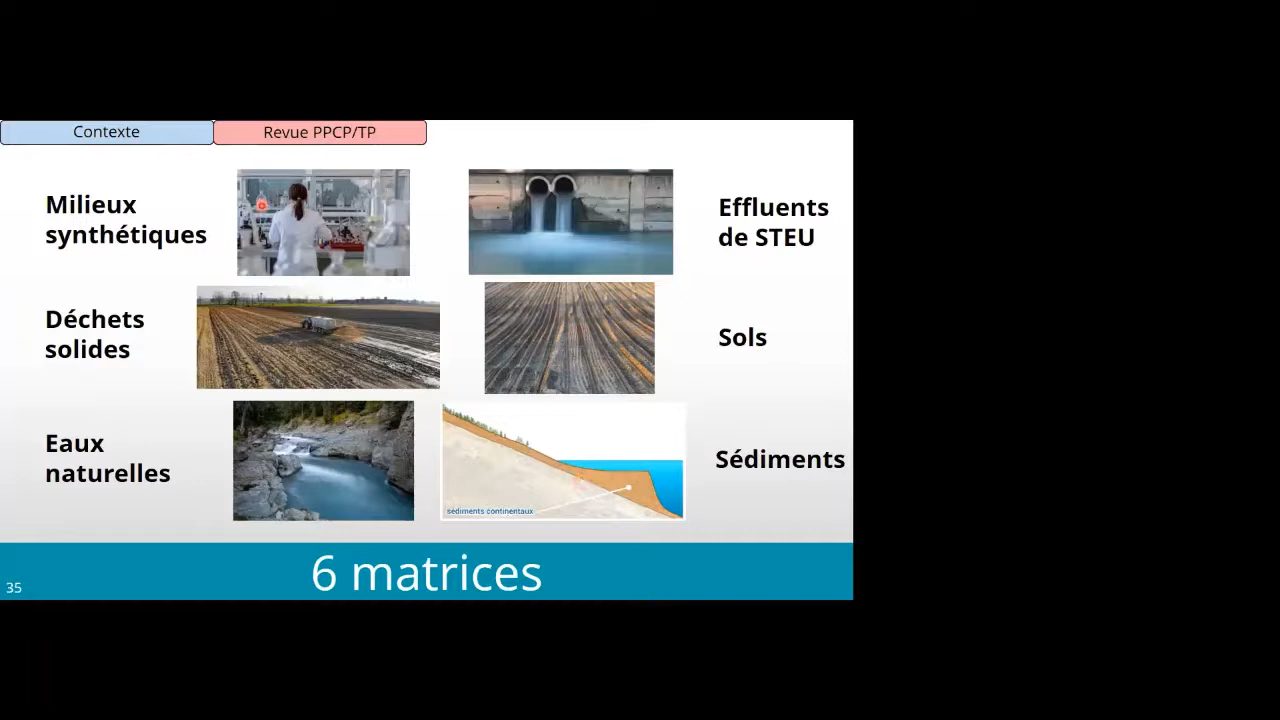 Contexte
Revue PPCP/TP
Milieux
synthétiques
Effluents
de STEU
Déchets
solides
Sols
Eaux
naturelles
sédiments continentaux
Sédiments
6 matrices
35